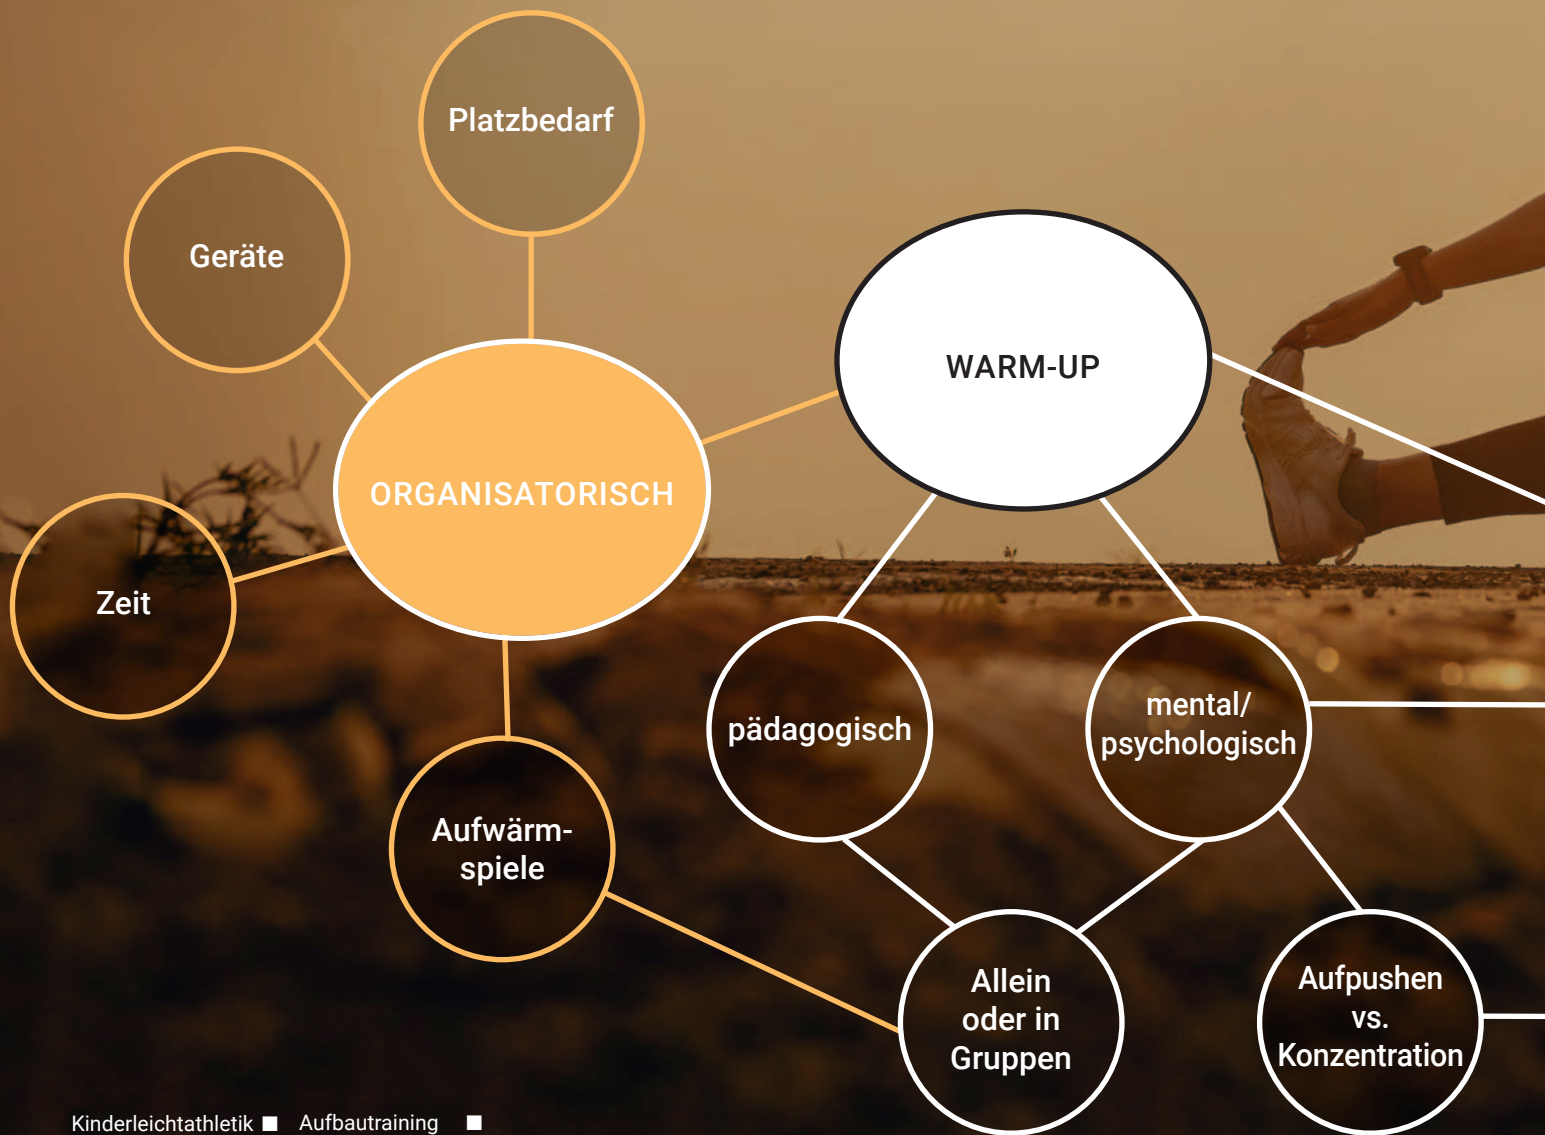 Platzbedarf
Geräte
WARM-UP
ORGANISATORISCH
Zeit
pädagogisch
mental/
psychologisch
Aufwärm-
spiele
Allein
oder in
Gruppen
Aufpushen
vs.
Konzentration
Kinderleichtathletik ■ Aufbautraining ■